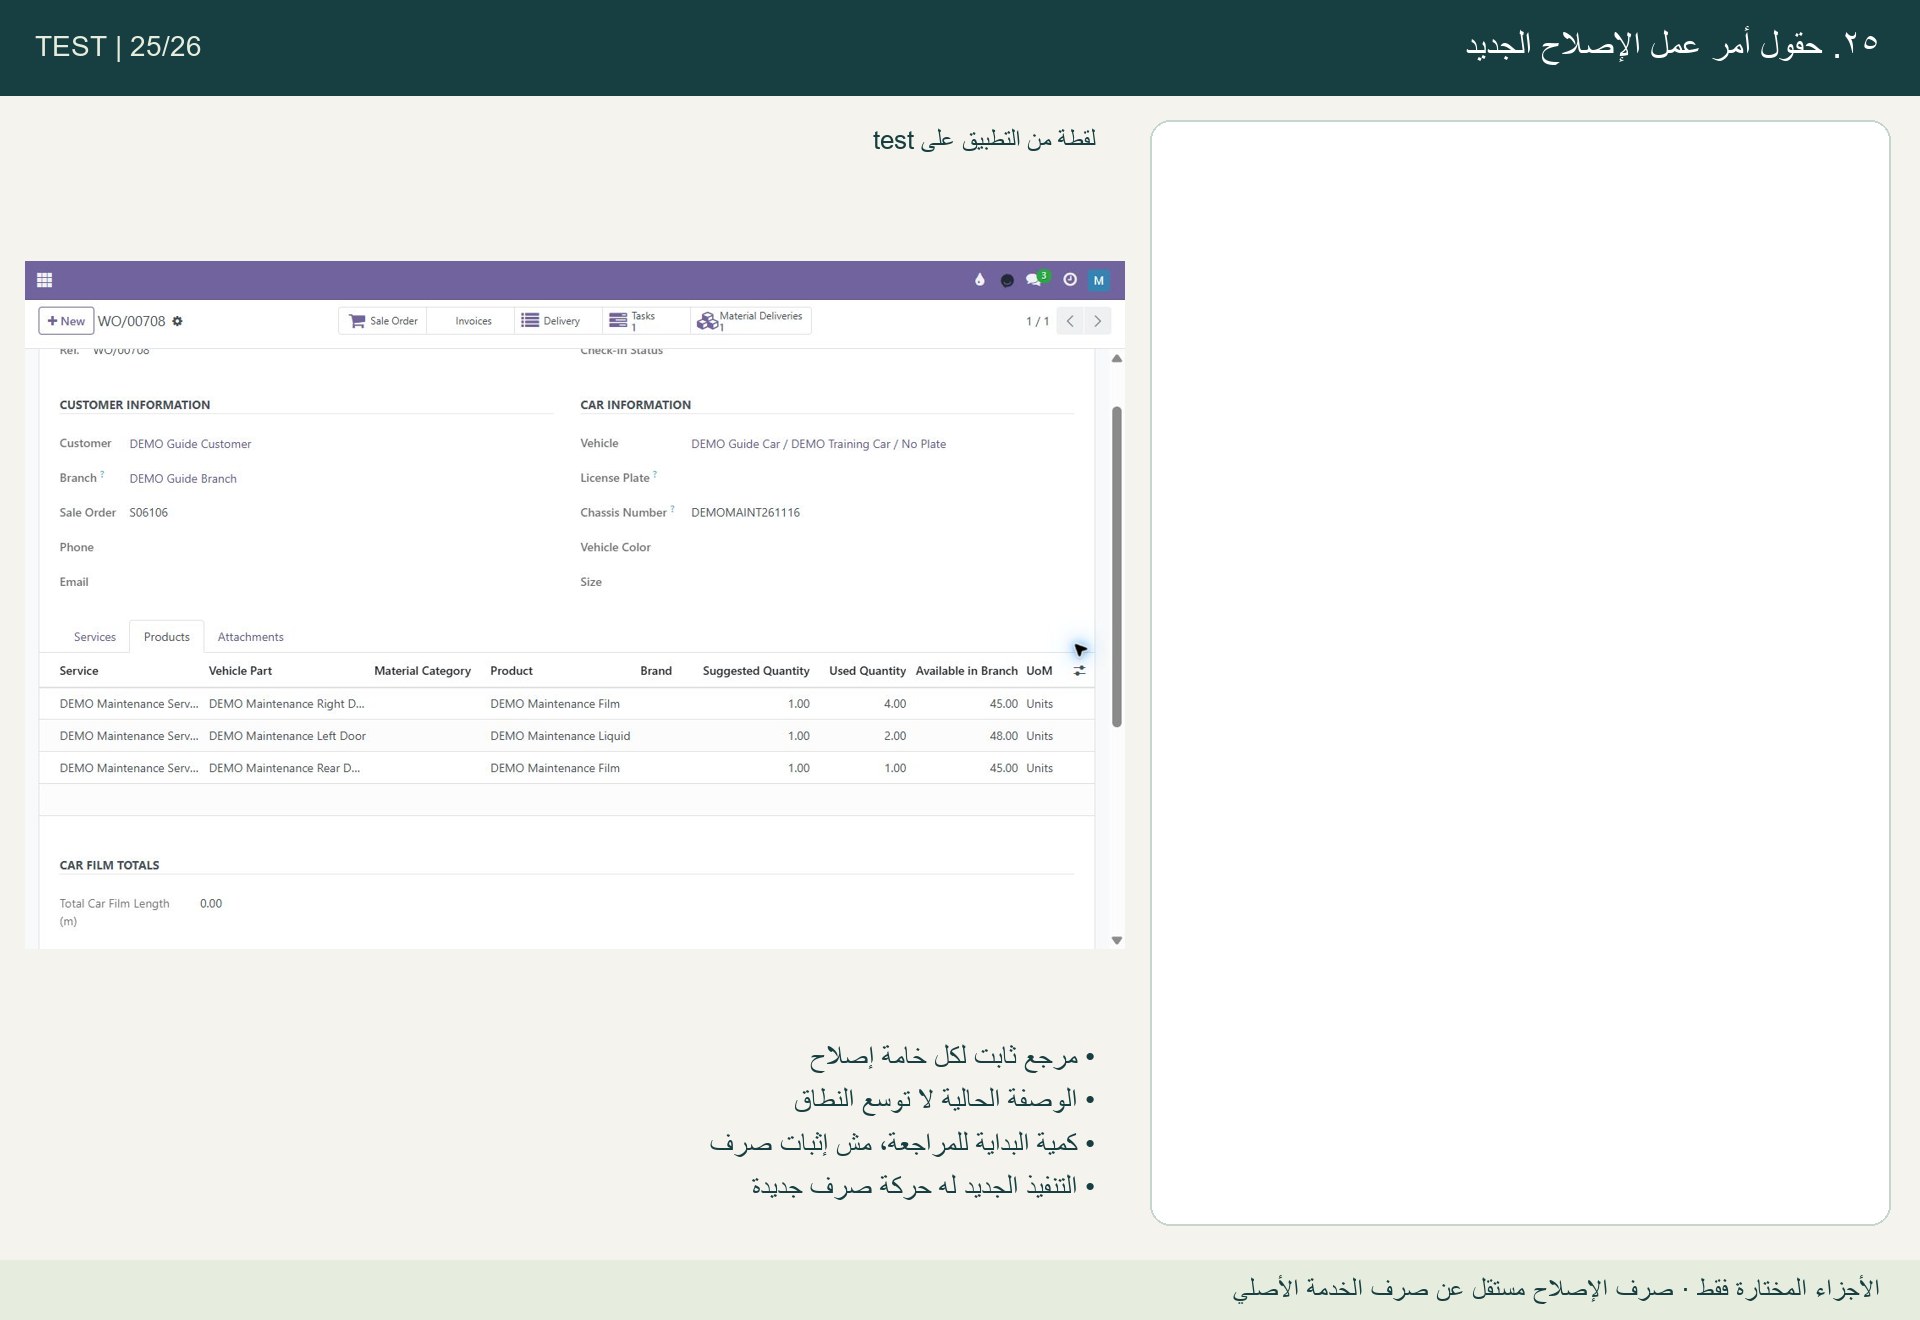 ٢٥. حقول أمر عمل الإصلاح الجديد
TEST | 25/26
لقطة من التطبيق على test
3
M
New
WO/00708
Sale Order
Invoices
Delivery
Tasks
1
Material Deliveries
1
1 / 1
Ref. WO/00708
Check-in Status
CUSTOMER INFORMATION
Customer DEMO Guide Customer
Branch ? DEMO Guide Branch
Sale Order S06106
Phone
Email
CAR INFORMATION
Vehicle DEMO Guide Car / DEMO Training Car / No Plate
License Plate ?
Chassis Number ? DEMOMAINT261116
Vehicle Color
Size
Services Products Attachments
Service Vehicle Part Material Category Product Brand Suggested Quantity Used Quantity Available in Branch UoM
DEMO Maintenance Serv... DEMO Maintenance Right D... DEMO Maintenance Film 1.00 4.00 45.00 Units
DEMO Maintenance Serv... DEMO Maintenance Left Door DEMO Maintenance Liquid 1.00 2.00 48.00 Units
DEMO Maintenance Serv... DEMO Maintenance Rear D... DEMO Maintenance Film 1.00 1.00 45.00 Units
CAR FILM TOTALS
Total Car Film Length 0.00
(m)
• مرجع ثابت لكل خامة إصلاح
• الوصفة الحالية لا توسع النطاق
• كمية البداية للمراجعة، مش إثبات صرف
• التنفيذ الجديد له حركة صرف جديدة
الأجزاء المختارة فقط · صرف الإصلاح مستقل عن صرف الخدمة الأصلي